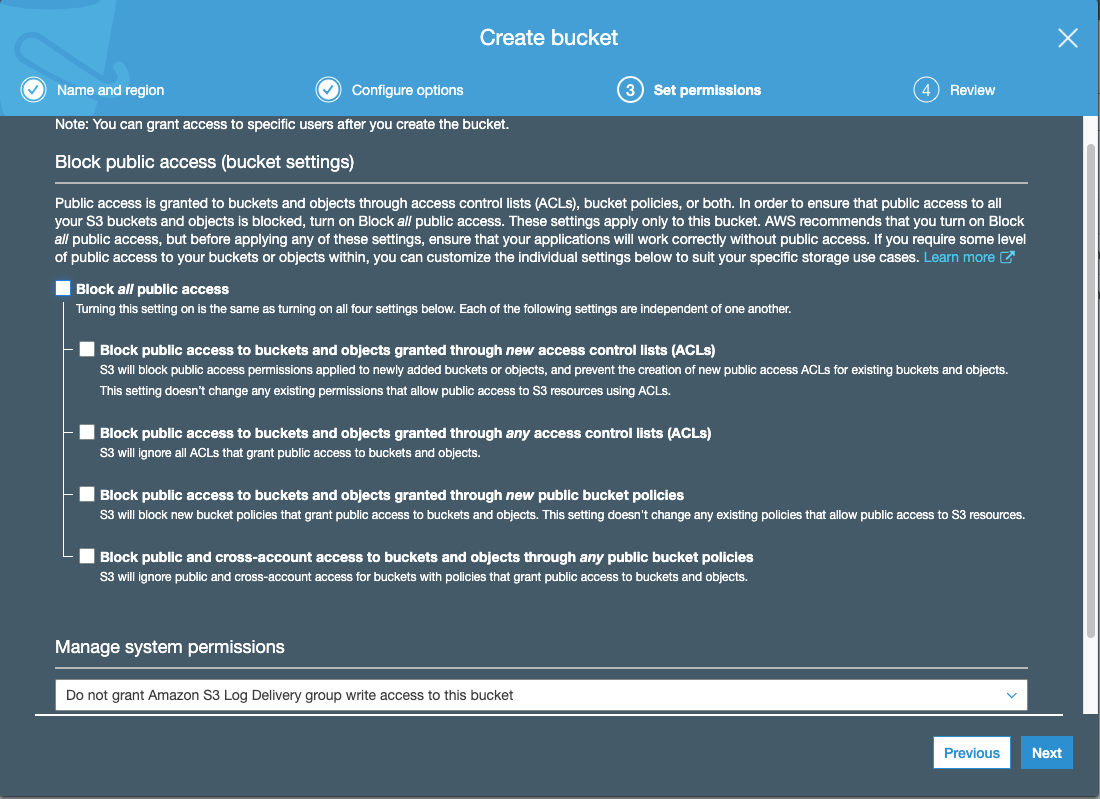 Create bucket
Name and region
Configure options
3 Set permissions
4 Review
Note: You can grant access to specific users after you create the bucket.
Block public access (bucket settings)
Public access is granted to buckets and objects through access control lists (ACLs), bucket policies, or both. In order to ensure that public access to all
your S3 buckets and objects is blocked, turn on Block all public access. These settings apply only to this bucket. AWS recommends that you turn on Block
all public access, but before applying any of these settings, ensure that your applications will work correctly without public access. If you require some level
of public access to your buckets or objects within, you can customize the individual settings below to suit your specific storage use cases. Learn more
Block all public access
Turning this setting on is the same as turning on all four settings below. Each of the following settings are independent of one another.
Block public access to buckets and objects granted through new access control lists (ACLs)
S3 will block public access permissions applied to newly added buckets or objects, and prevent the creation of new public access ACLs for existing buckets and objects.
This setting doesn't change any existing permissions that allow public access to S3 resources using ACLs.
Block public access to buckets and objects granted through any access control lists (ACLs)
S3 will ignore all ACLs that grant public access to buckets and objects.
Block public access to buckets and objects granted through new public bucket policies
S3 will block new bucket policies that grant public access to buckets and objects. This setting doesn't change any existing policies that allow public access to S3 resources.
Block public and cross-account access to buckets and objects through any public bucket policies
S3 will ignore public and cross-account access for buckets with policies that grant public access to buckets and objects.
Manage system permissions
Do not grant Amazon S3 Log Delivery group write access to this bucket
Previous
Next